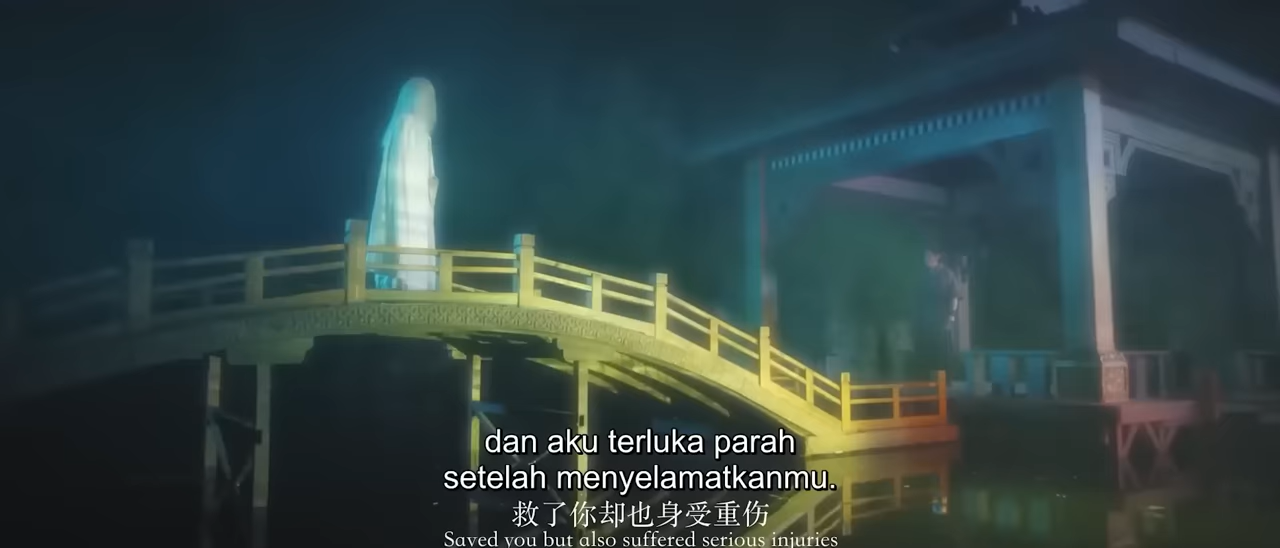 dan aku terluka parah
setelah menyelamatkanmu.
救了你却也身受重伤
Saved you but also suffered serious injuries